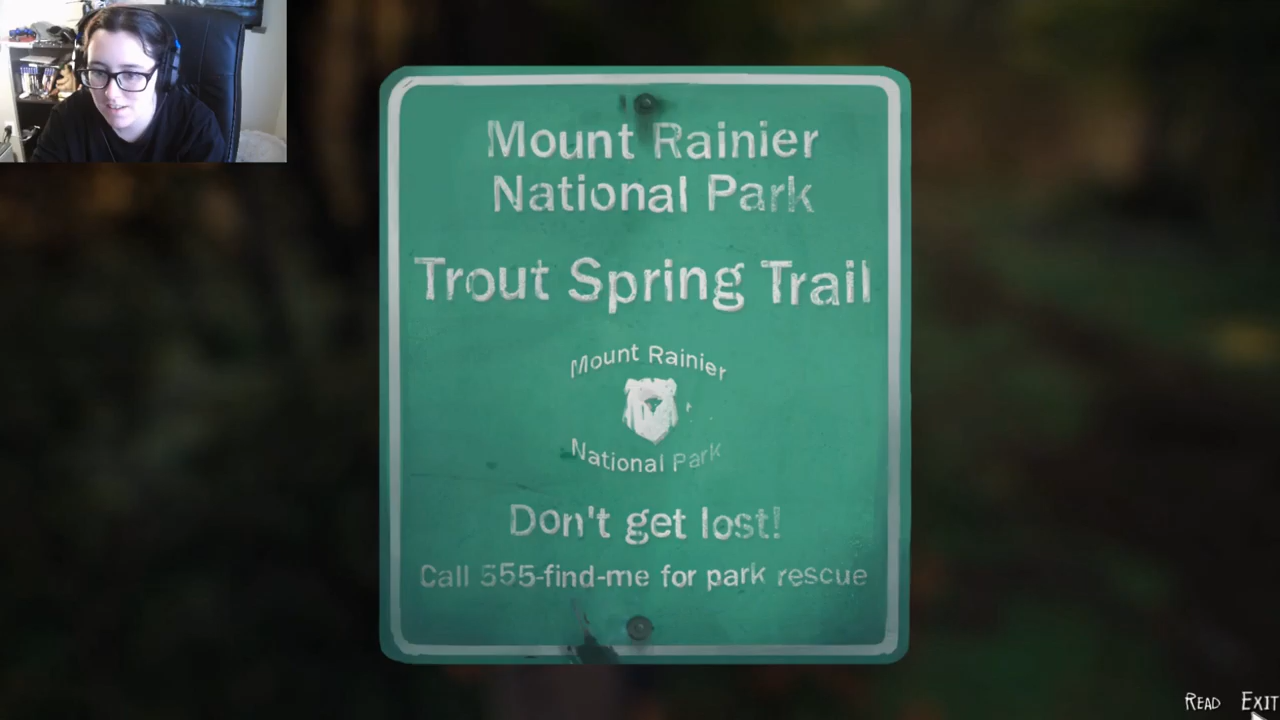 Mount Rainier
National Park
Trout Spring Trail
Mount Rainier
National Park
Don't get lost!
Call 555-find-me for park rescue
READ EXIT